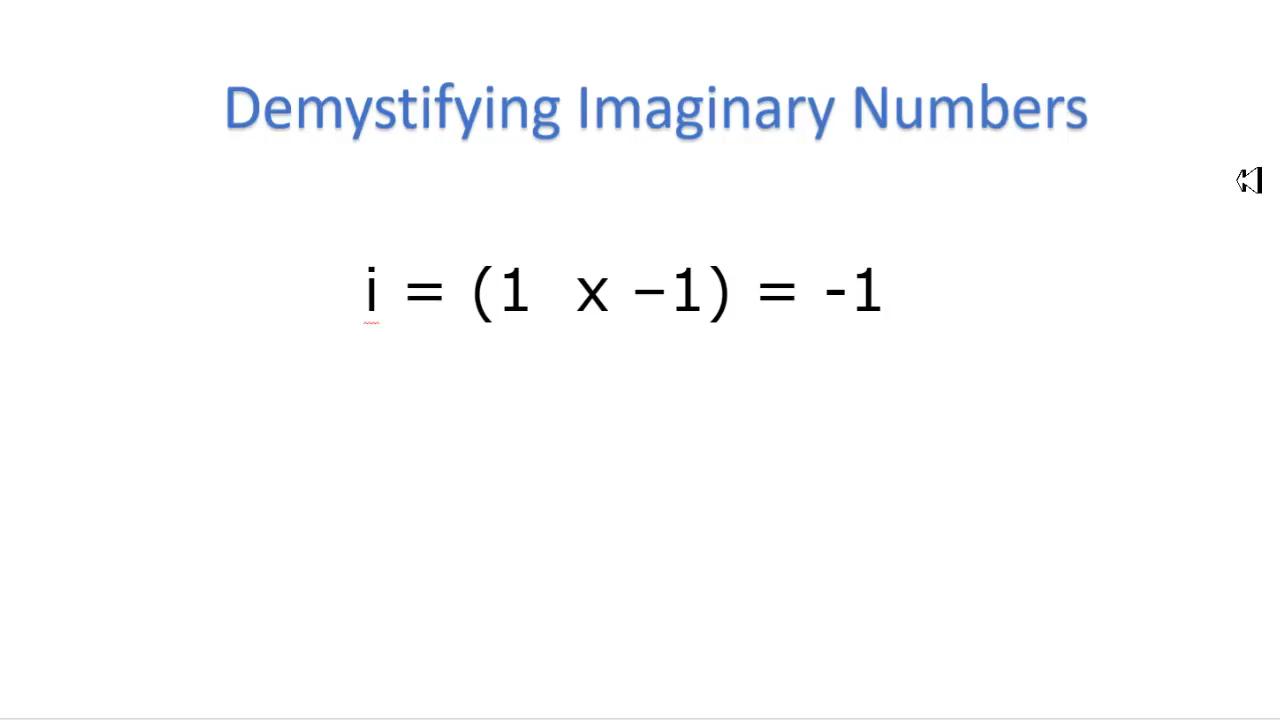 Demystifying Imaginary Numbers
i = (1 x –1) = -1